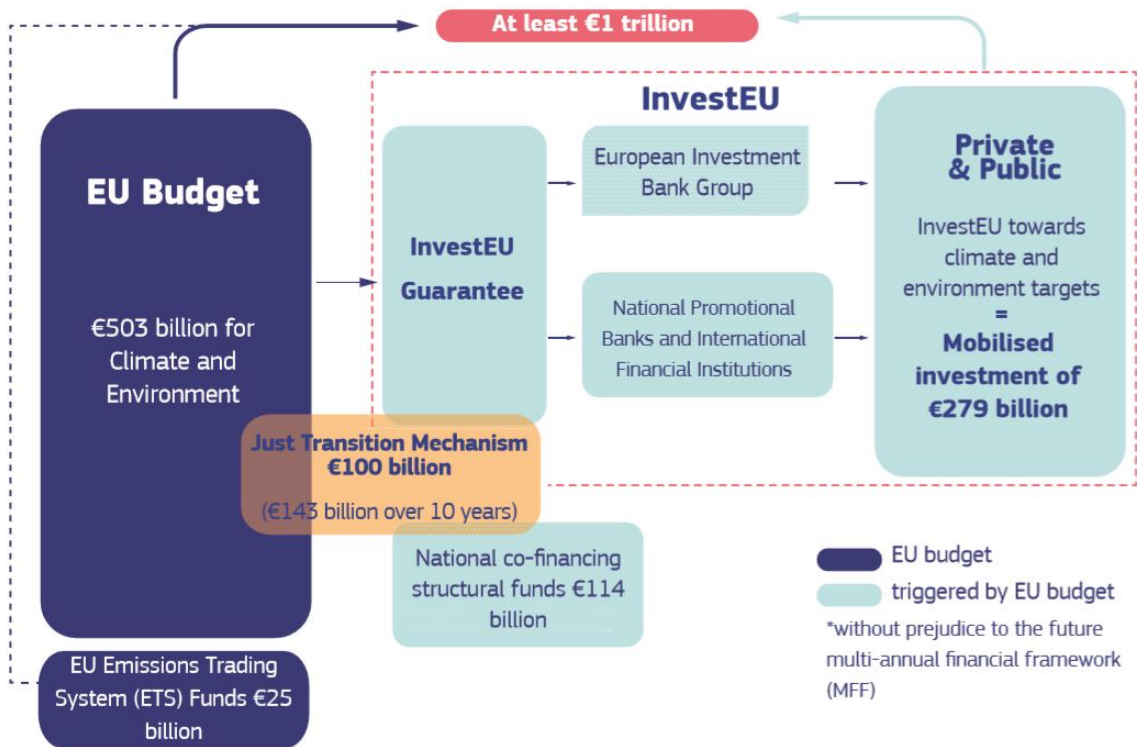 At least €1 trillion
EU Budget
€503 billion for
Climate and
Environment
InvestEU
InvestEU
Guarantee
European Investment
Bank Group
National Promotional
Banks and International
Financial Institutions
Private
& Public
InvestEU towards
climate and
environment targets
=
Mobilised
investment of
€279 billion
Just Transition Mechanism
€100 billion
(€143 billion over 10 years)
National co-financing
structural funds €114
billion
...
EU Emissions Trading
System (ETS) Funds €25
billion
EU budget
triggered by EU budget
*without prejudice to the future
multi-annual financial framework
(MFF)